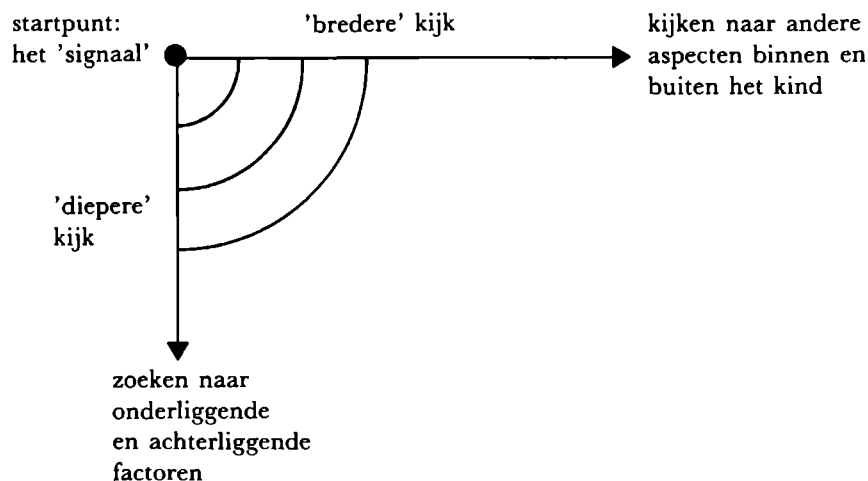 startpunt:
het 'signaal'
'bredere' kijk
kijken naar andere
aspecten binnen en
buiten het kind
'diepere'
kijk
zoeken naar
onderliggende
en achterliggende
factoren